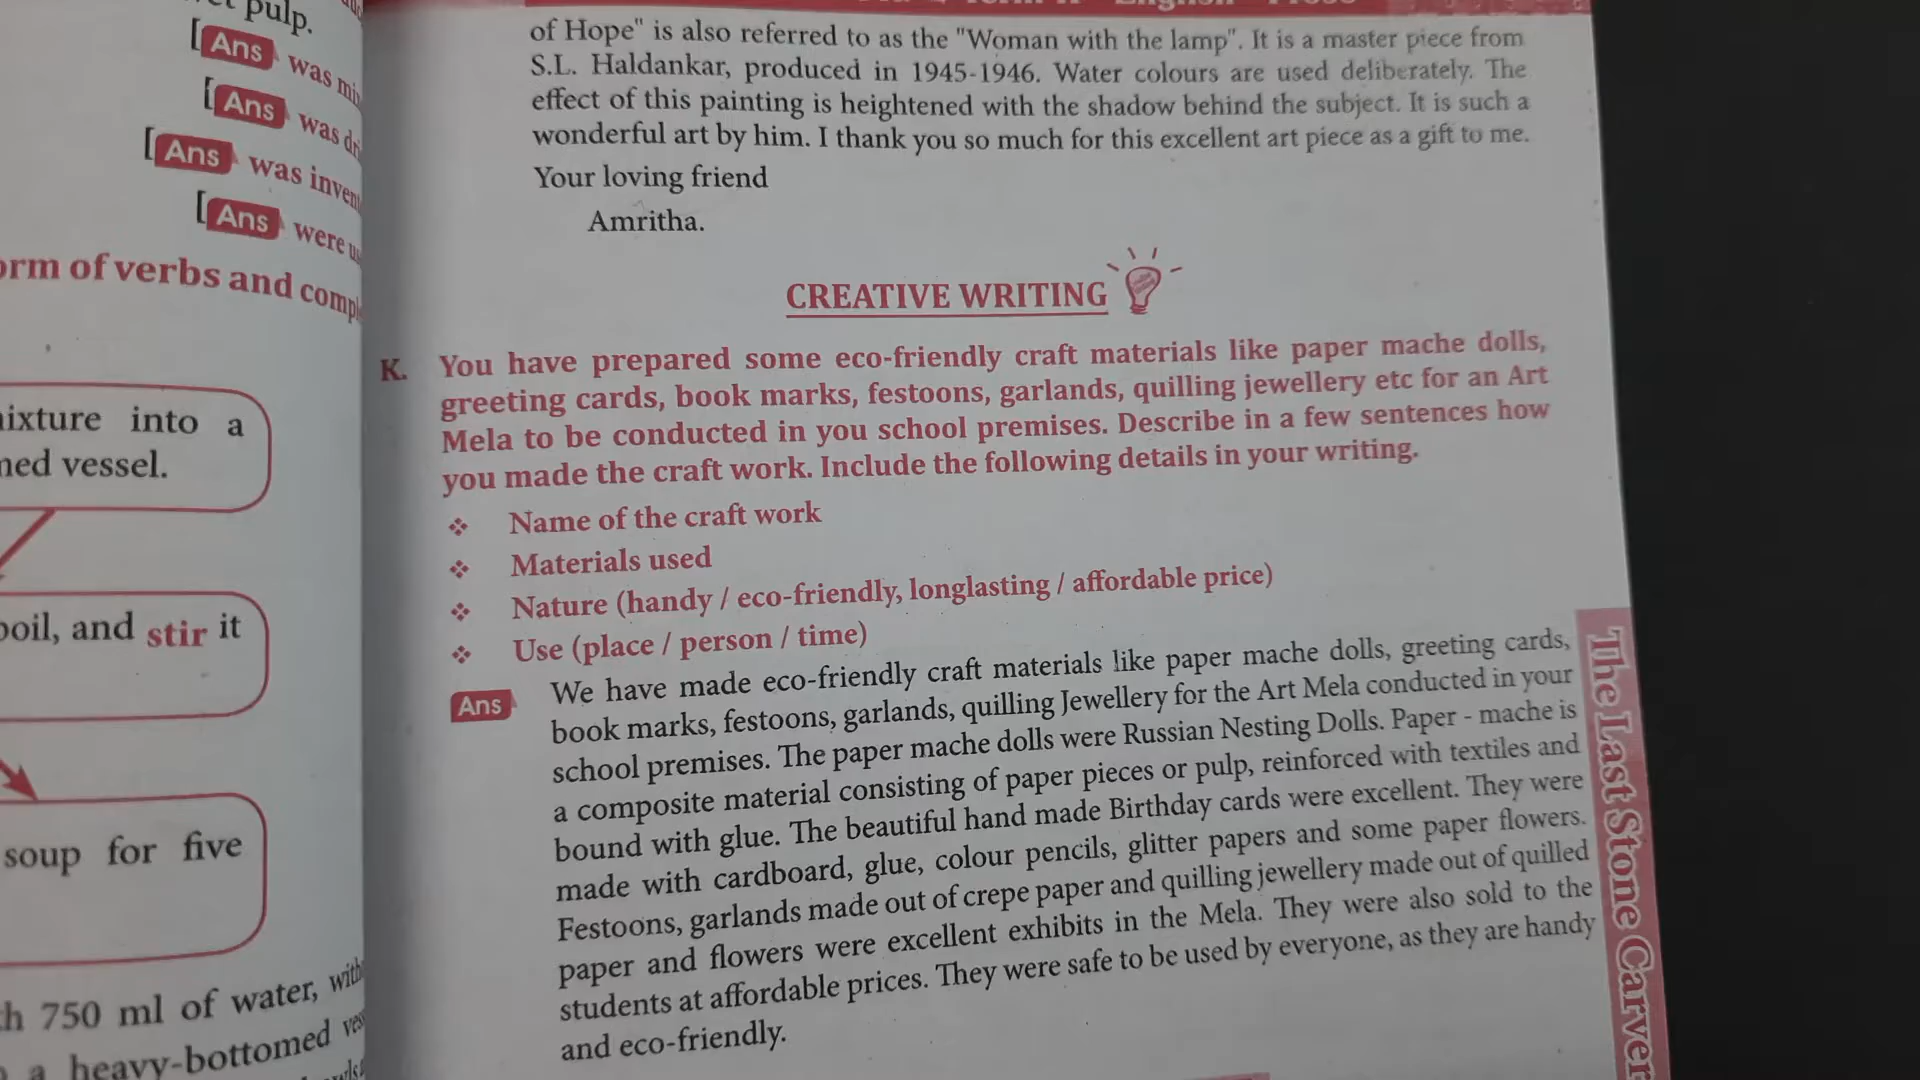 pulp.
[Ans was
[Ans was
[Ans was
[Ans were
of verbs and
into a
vessel.
and stir it
soup for five
750 ml of water,
a heavy-bottomed
of Hope" is also referred to as the "Woman with the lamp". It is a master piece from
S.L. Haldankar, produced in 1945-1946. Water colours are used deliberately. The
effect of this painting is heightened with the shadow behind the subject. It is such a
wonderful art by him. I thank you so much for this excellent art piece as a gift to me.
Your loving friend
Amritha.
CREATIVE WRITING
K. You have prepared some eco-friendly craft materials like paper mache dolls,
greeting cards, book marks, festoons, garlands, quilling jewellery etc for an Art
Mela to be conducted in you school premises. Describe in a few sentences how
you made the craft work. Include the following details in your writing.
❖ Name of the craft work
❖ Materials used
❖ Nature (handy / eco-friendly, longlasting / affordable price)
❖ Use (place / person / time)
Ans We have made eco-friendly craft materials like paper mache dolls, greeting cards,
book marks, festoons, garlands, quilling Jewellery for the Art Mela conducted in your
school premises. The paper mache dolls were Russian Nesting Dolls. Paper - mache is
a composite material consisting of paper pieces or pulp, reinforced with textiles and
bound with glue. The beautiful hand made Birthday cards were excellent. They were
made with cardboard, glue, colour pencils, glitter papers and some paper flowers.
Festoons, garlands made out of crepe paper and quilling jewellery made out of quilled
paper and flowers were excellent exhibits in the Mela. They were also sold to the
students at affordable prices. They were safe to be used by everyone, as they are handy
and eco-friendly.
The Last Stone Carver